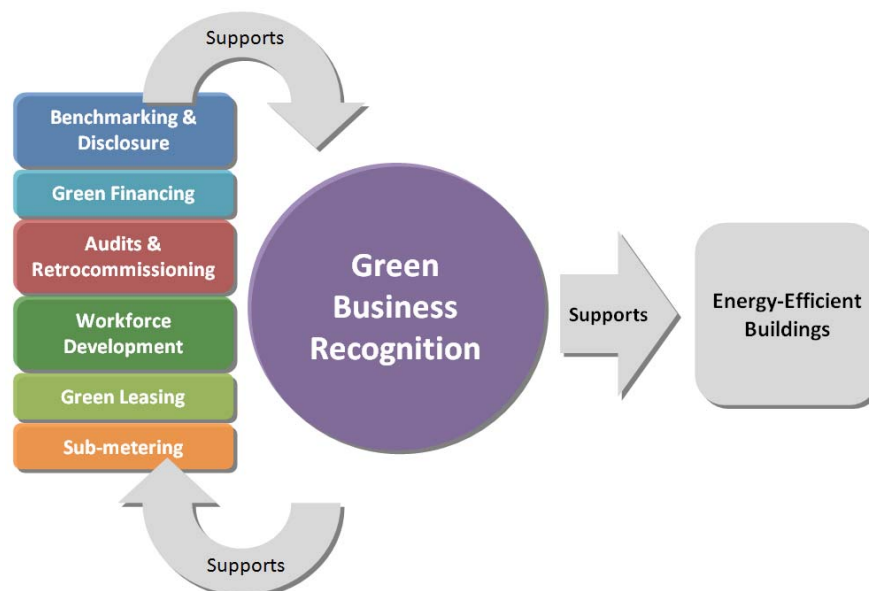 Supports
Benchmarking &
Disclosure
Green Financing
Audits &
Retrocommissioning
Workforce
Development
Green Leasing
Sub-metering
Supports
Green
Business
Recognition
Supports
Energy-Efficient
Buildings